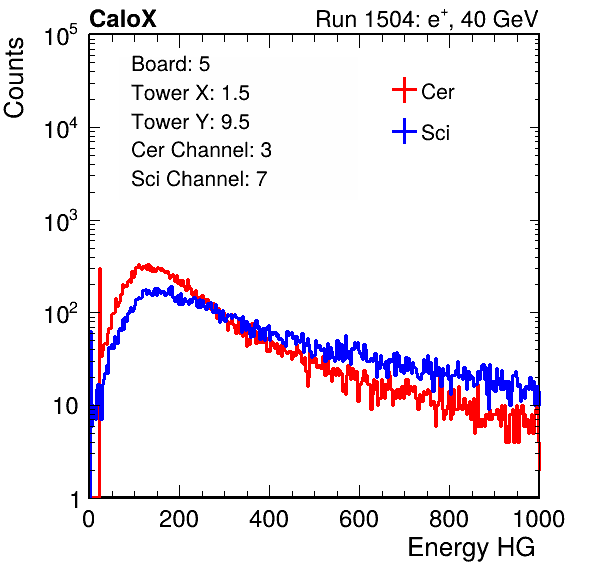 CaloX
Run 1504: e⁺, 40 GeV
Counts
Board: 5
Tower X: 1.5
Tower Y: 9.5
Cer Channel: 3
Sci Channel: 7
Cer
Sci
10⁵
10⁴
10³
10²
10
1
0 200 400 600 800 1000
Energy HG